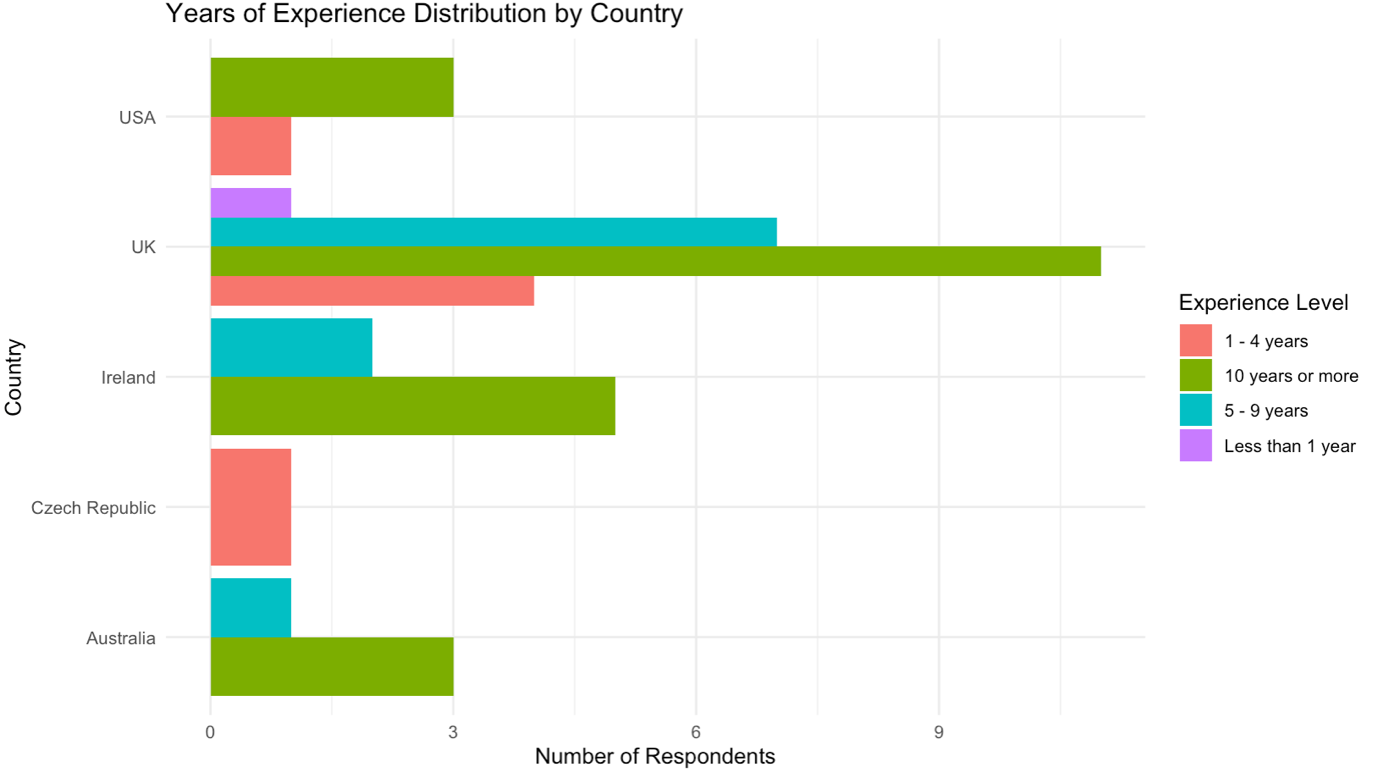 Years of Experience Distribution by Country
USA
UK
Ireland
Czech Republic
Australia
Country
0 3 6 9
Number of Respondents
Experience Level
1 - 4 years
10 years or more
5 - 9 years
Less than 1 year